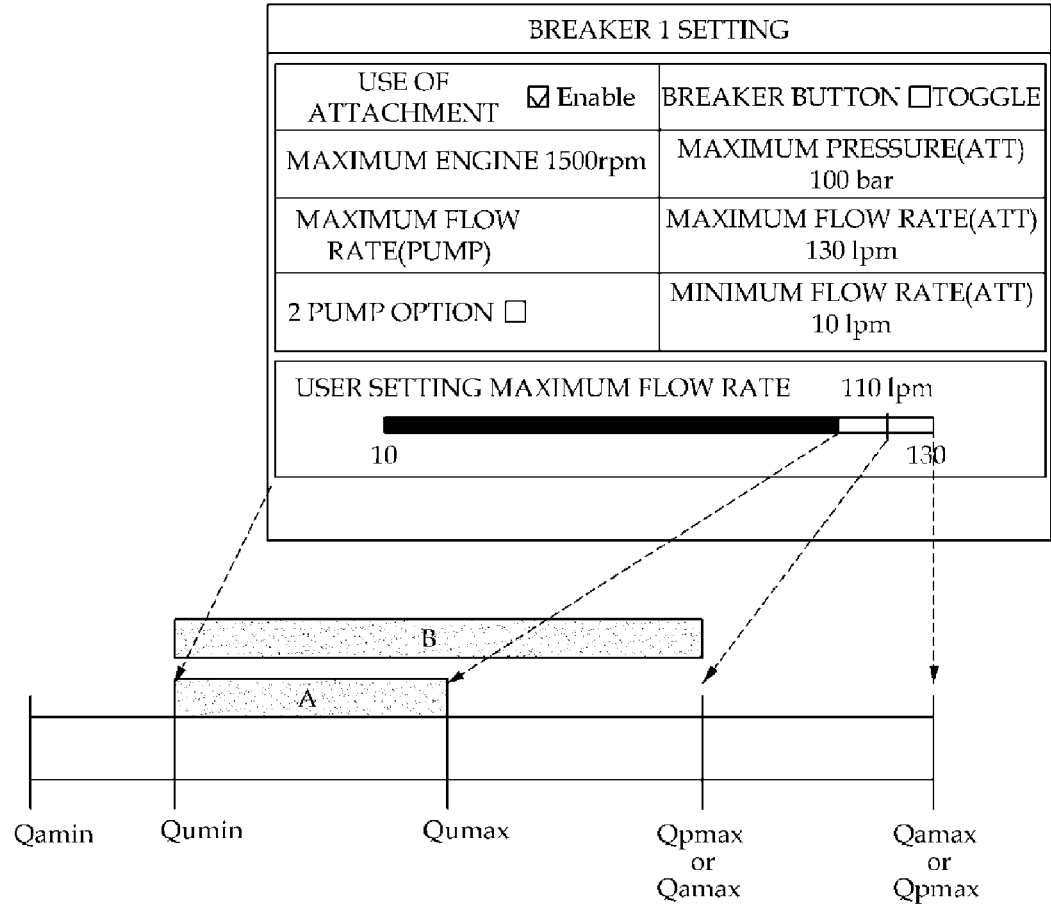 BREAKER 1 SETTING
USE OF
ATTACHMENT
Enable
BREAKER BUTTON
TOGGLE
MAXIMUM ENGINE 1500rpm
MAXIMUM PRESSURE(ATT)
100 bar
MAXIMUM FLOW
RATE(PUMP)
MAXIMUM FLOW RATE(ATT)
130 lpm
2 PUMP OPTION
MINIMUM FLOW RATE(ATT)
10 lpm
USER SETTING MAXIMUM FLOW RATE 110 lpm
10
130
B
A
Qamin
Qumin
Qumax
Qpmax
or
Qamax
Qamax
or
Qpmax